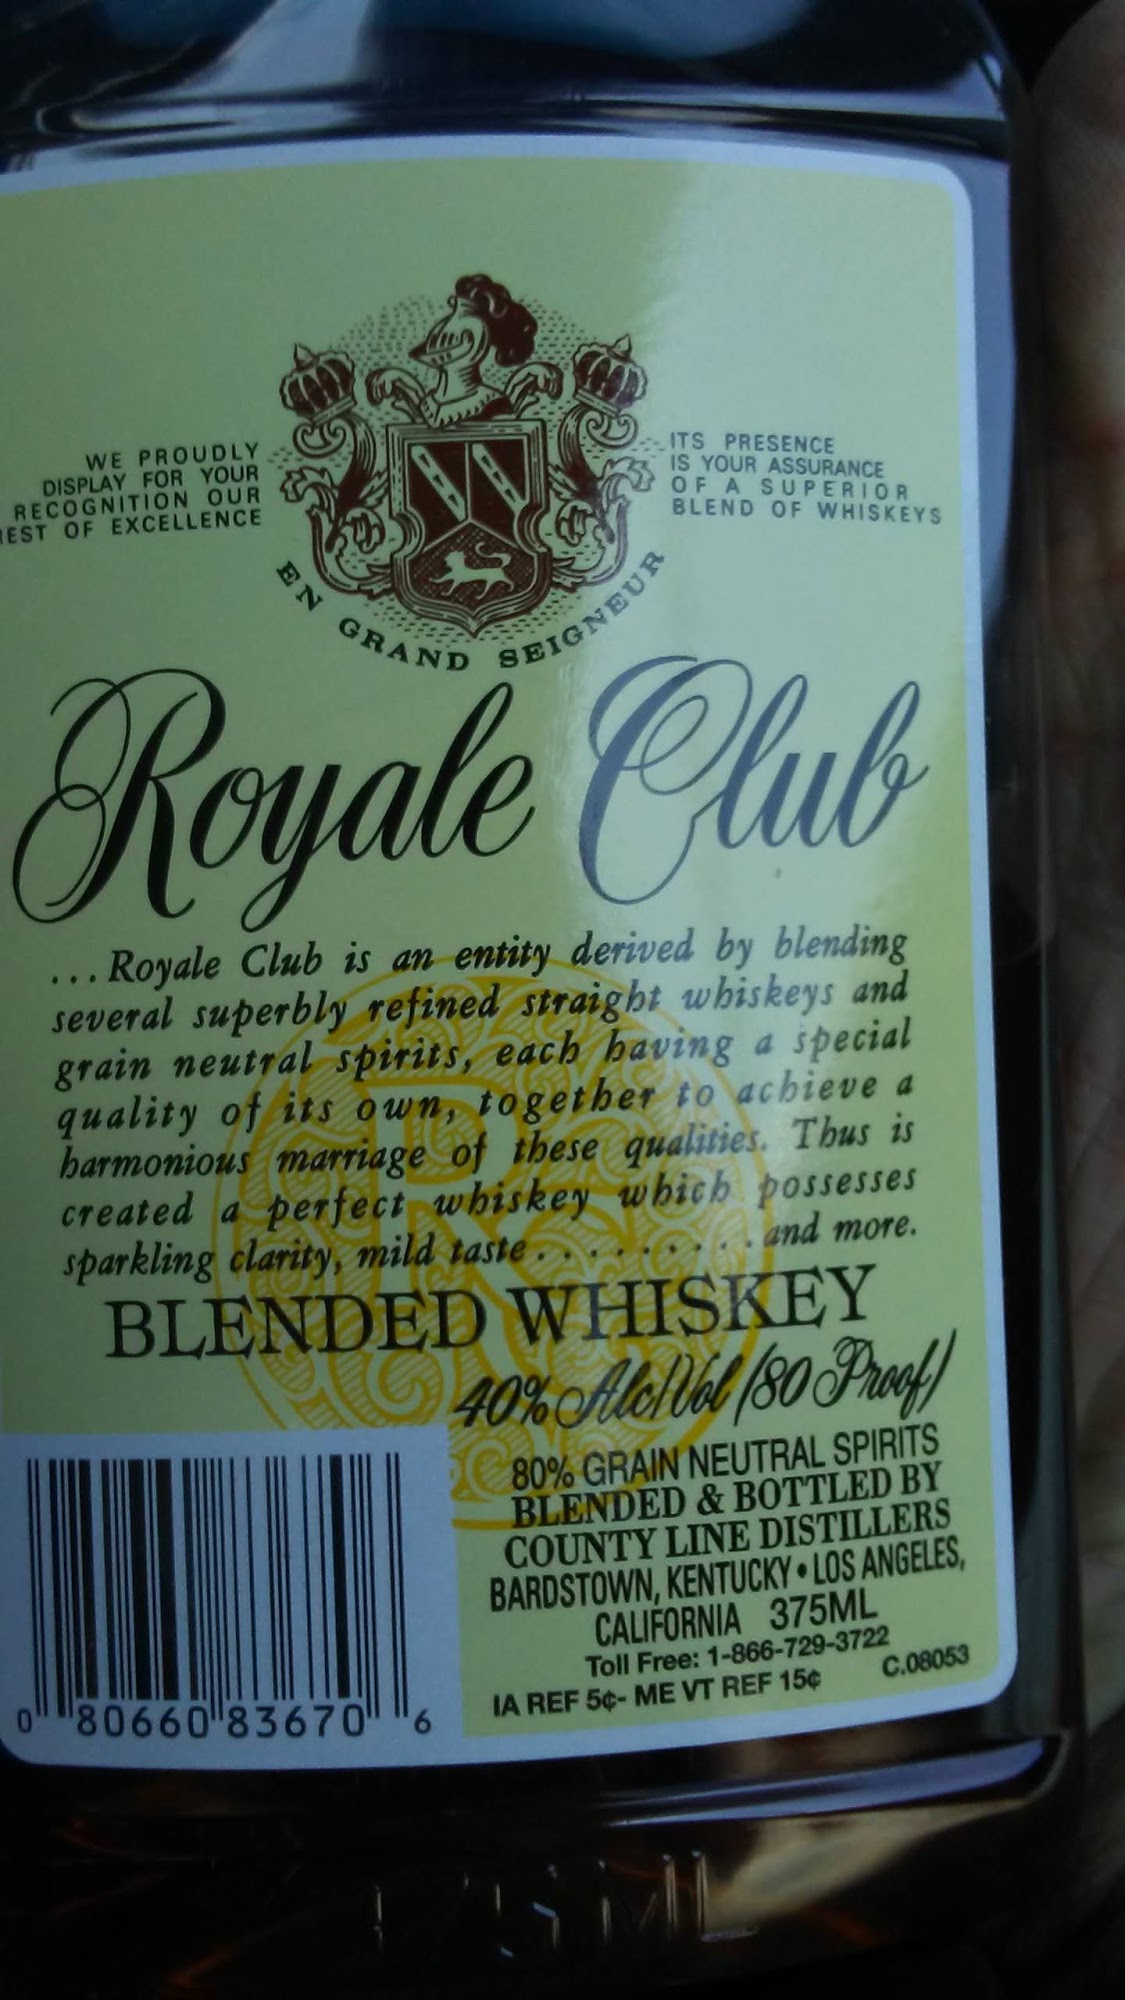 WE PROUDLY
DISPLAY FOR YOUR
RECOGNITION OUR
OF EXCELLENCE
ITS PRESENCE
IS YOUR ASSURANCE
OF A SUPERIOR
BLEND OF WHISKEYS
EN GRAND SEIGNEUR
Royale Club
...Royale Club is an entity derived by blending
several superbly refined straight whiskeys and
grain neutral spirits, each having a special
quality of its own, together to achieve a
harmonious marriage of these qualities. Thus is
created a perfect whiskey which possesses
sparkling clarity, mild taste..........and more.
R
BLENDED WHISKEY
40% Alc/Vol (80 Proof)
80% GRAIN NEUTRAL SPIRITS
BLENDED & BOTTLED BY
COUNTY LINE DISTILLERS
BARDSTOWN, KENTUCKY • LOS ANGELES,
CALIFORNIA 375ML
Toll Free: 1-866-729-3722
IA REF 5¢- ME VT REF 15¢ C.08053
0 80660 83670 6